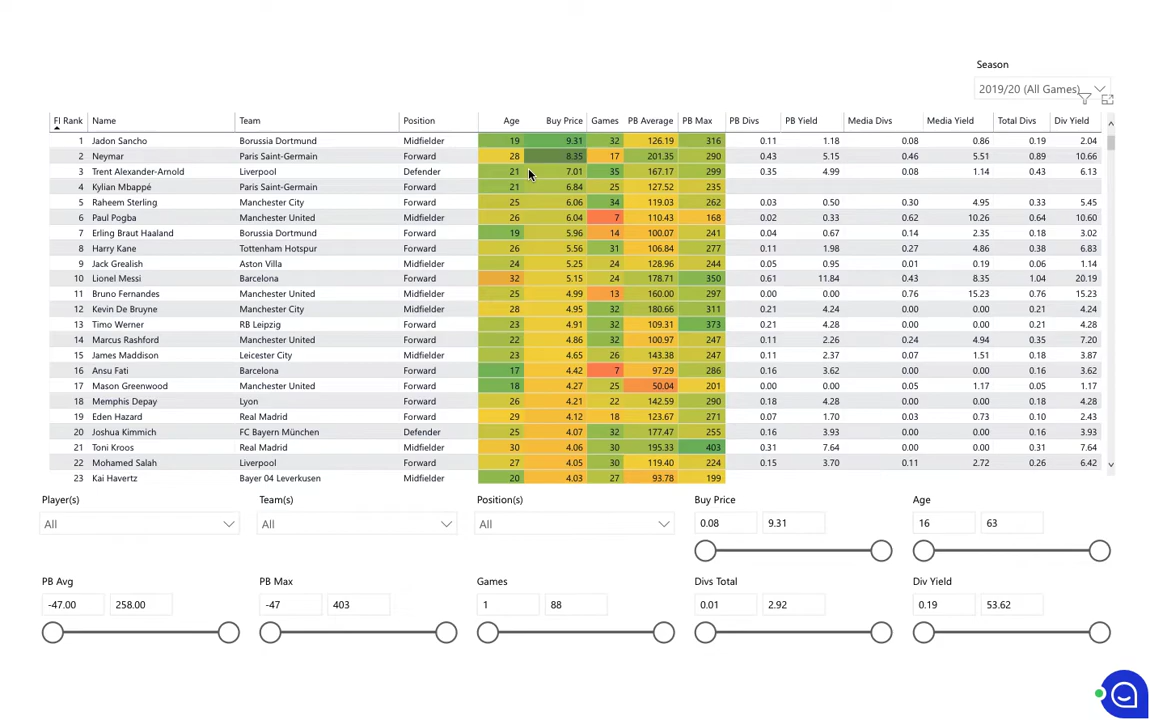 Season
2019/20 (All Games)
FI Rank Name Team Position Age Buy Price Games PB Average PB Max PB Divs PB Yield Media Divs Media Yield Total Divs Div Yield
1 Jadon Sancho Borussia Dortmund Midfielder 19 9.31 32 126.19 316 0.11 1.18 0.08 0.86 0.19 2.04
2 Neymar Paris Saint-Germain Forward 28 8.35 17 201.35 290 0.43 5.15 0.46 5.51 0.89 10.66
3 Trent Alexander-Arnold Liverpool Defender 21 7.01 35 167.17 299 0.35 4.99 0.08 1.14 0.43 6.13
4 Kylian Mbappé Paris Saint-Germain Forward 21 6.84 25 127.52 235
5 Raheem Sterling Manchester City Forward 25 6.06 34 119.03 262 0.03 0.50 0.30 4.95 0.33 5.45
6 Paul Pogba Manchester United Midfielder 26 6.04 7 110.43 168 0.02 0.33 0.62 10.26 0.64 10.60
7 Erling Braut Haaland Borussia Dortmund Forward 19 5.96 14 100.07 241 0.04 0.67 0.14 2.35 0.18 3.02
8 Harry Kane Tottenham Hotspur Forward 26 5.56 31 106.84 277 0.11 1.98 0.27 4.86 0.38 6.83
9 Jack Grealish Aston Villa Midfielder 24 5.25 24 128.96 244 0.05 0.95 0.01 0.19 0.06 1.14
10 Lionel Messi Barcelona Forward 32 5.15 24 178.71 350 0.61 11.84 0.43 8.35 1.04 20.19
11 Bruno Fernandes Manchester United Midfielder 25 4.99 13 160.00 297 0.00 0.00 0.76 15.23 0.76 15.23
12 Kevin De Bruyne Manchester City Midfielder 28 4.95 32 180.66 311 0.21 4.24 0.00 0.00 0.21 4.24
13 Timo Werner RB Leipzig Forward 23 4.91 32 109.31 373 0.21 4.28 0.00 0.00 0.21 4.28
14 Marcus Rashford Manchester United Forward 22 4.86 32 100.97 247 0.11 2.26 0.24 4.94 0.35 7.20
15 James Maddison Leicester City Midfielder 23 4.65 26 143.38 247 0.11 2.37 0.07 1.51 0.18 3.87
16 Ansu Fati Barcelona Forward 17 4.42 7 97.29 286 0.16 3.62 0.00 0.00 0.16 3.62
17 Mason Greenwood Manchester United Forward 18 4.27 25 50.04 201 0.00 0.00 0.05 1.17 0.05 1.17
18 Memphis Depay Lyon Forward 26 4.21 22 142.59 290 0.18 4.28 0.00 0.00 0.18 4.28
19 Eden Hazard Real Madrid Forward 29 4.12 18 123.67 271 0.07 1.70 0.03 0.73 0.10 2.43
20 Joshua Kimmich FC Bayern München Defender 25 4.07 32 177.47 255 0.16 3.93 0.00 0.00 0.16 3.93
21 Toni Kroos Real Madrid Midfielder 30 4.06 30 195.33 403 0.31 7.64 0.00 0.00 0.31 7.64
22 Mohamed Salah Liverpool Forward 27 4.05 30 119.40 224 0.15 3.70 0.11 2.72 0.26 6.42
23 Kai Havertz Bayer 04 Leverkusen Midfielder 20 4.03 27 93.78 199
Player(s) Team(s) Position(s) Buy Price Age
All All All 0.08 9.31 16 63
PB Avg PB Max Games Divs Total Div Yield
-47.00 258.00 -47 403 1 88 0.01 2.92 0.19 53.62